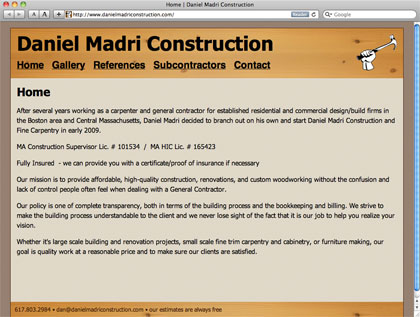 Home | Daniel Madri Construction
http://www.danielmadriconstruction.com/
Reader
Google
Daniel Madri Construction
Home Gallery References Subcontractors Contact
Home
After several years working as a carpenter and general contractor for established residential and commercial design/build firms in
the Boston area and Central Massachusetts, Daniel Madri decided to branch out on his own and start Daniel Madri Construction and
Fine Carpentry in early 2009.
MA Construction Supervisor Lic. # 101534 / MA HIC Lic. # 165423
Fully Insured - we can provide you with a certificate/proof of insurance if necessary
Our mission is to provide affordable, high-quality construction, renovations, and custom woodworking without the confusion and
lack of control people often feel when dealing with a General Contractor.
Our policy is one of complete transparency, both in terms of the building process and the bookkeeping and billing. We strive to
make the building process understandable to the client and we never lose sight of the fact that it is our job to help you realize your
vision.
Whether it's large scale building and renovation projects, small scale fine trim carpentry and cabinetry, or furniture making, our
goal is quality work at a reasonable price and to make sure our clients are satisfied.
617.803.2984 • dan@danielmadriconstruction.com • our estimates are always free